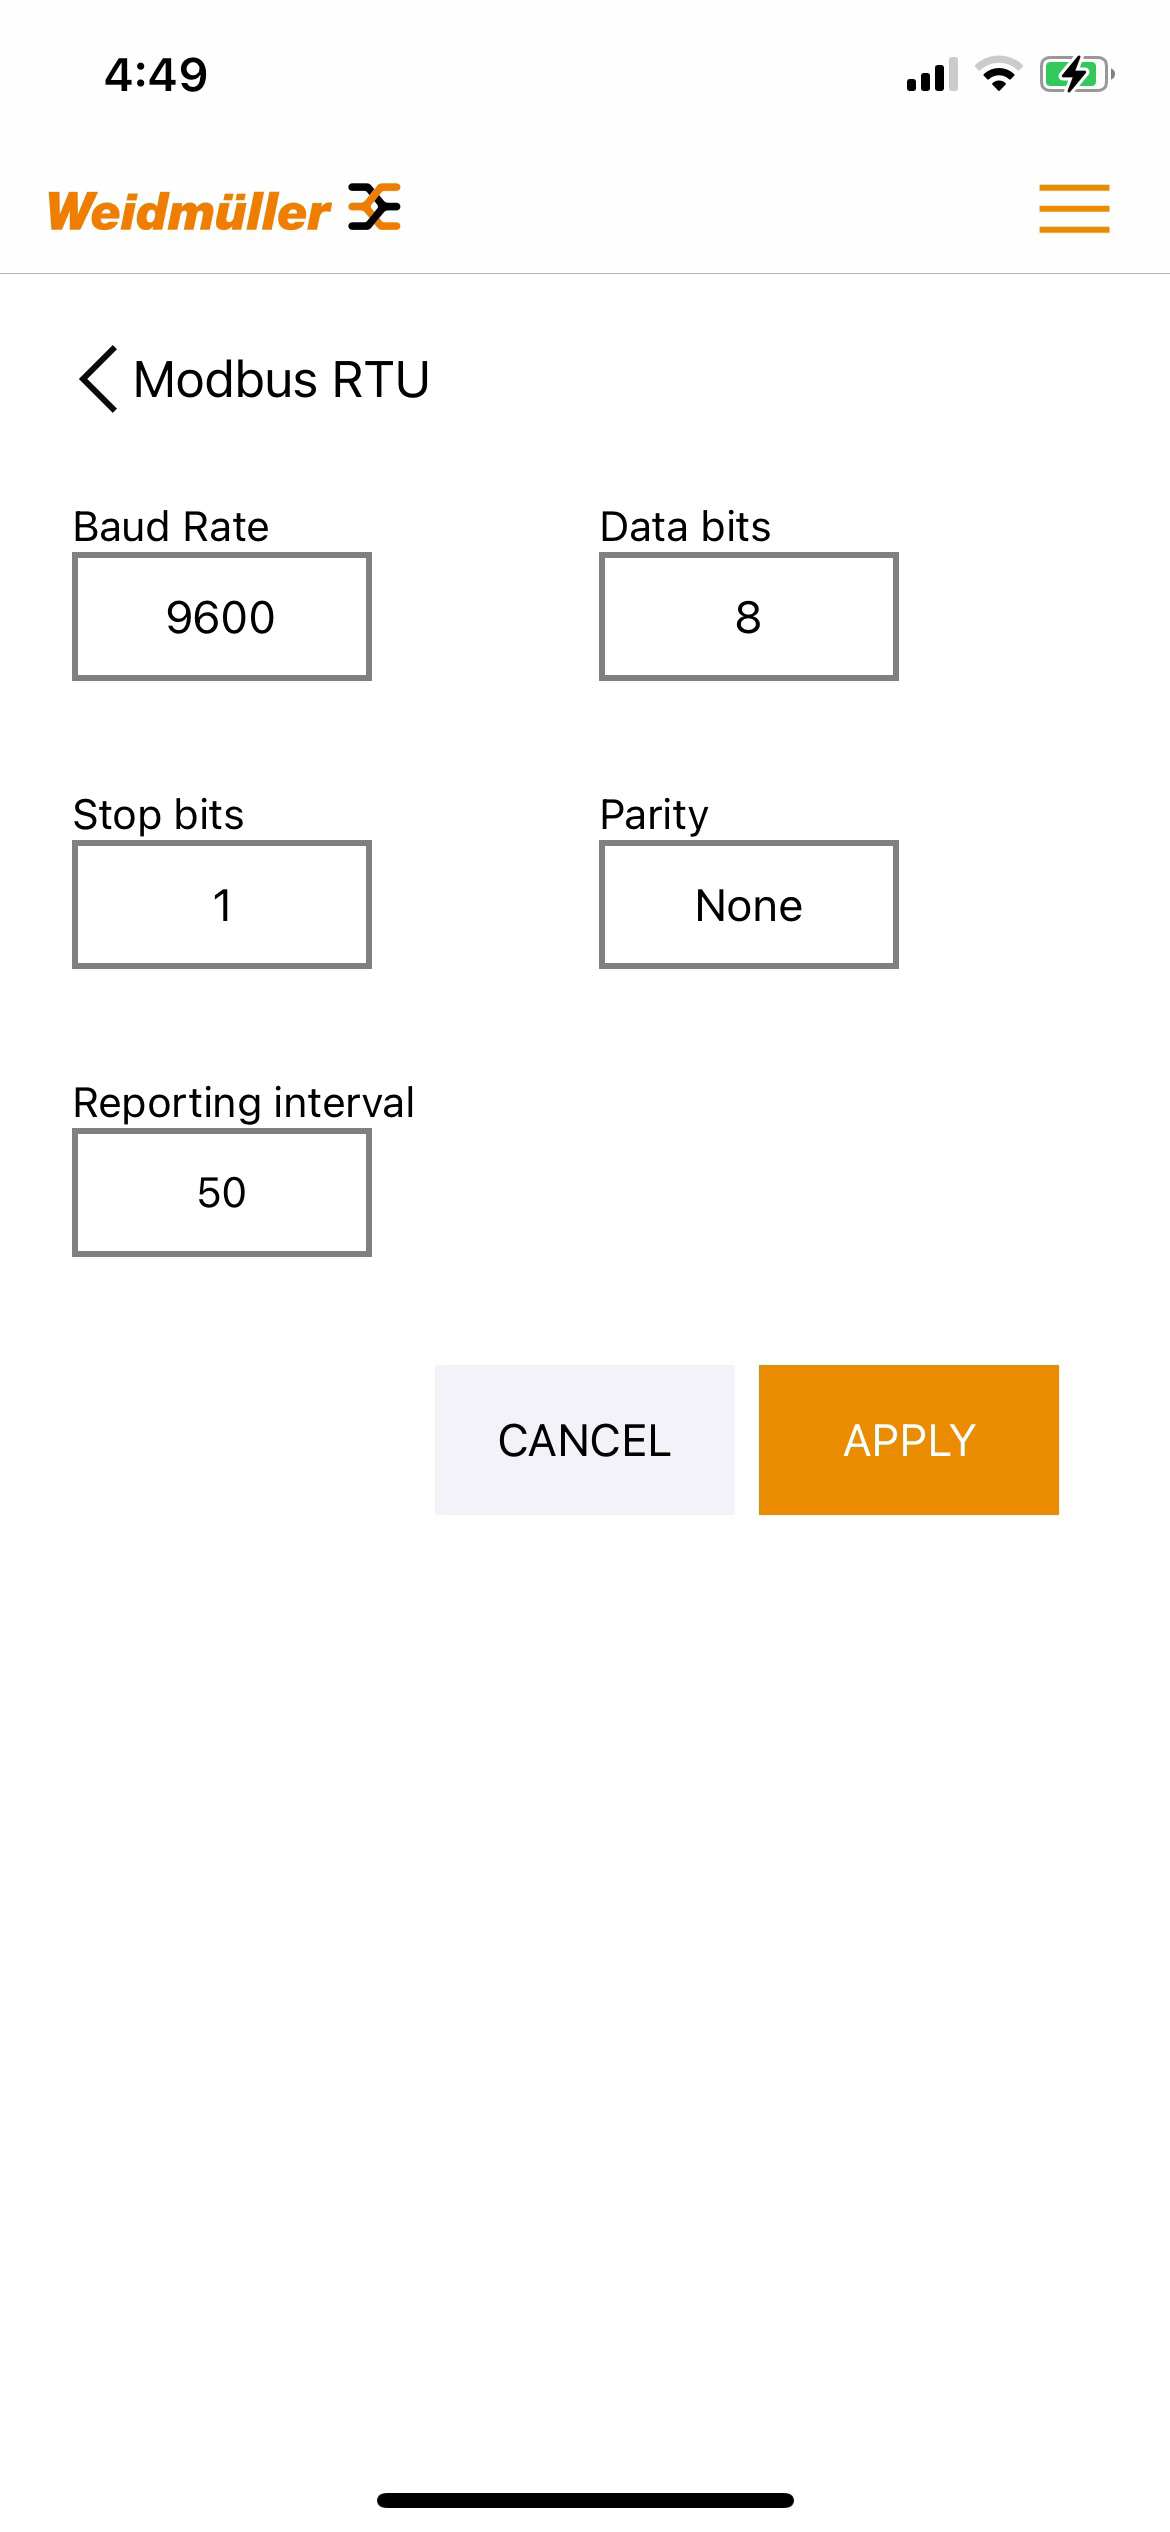 4:49
Weidmüller
Modbus RTU
Baud Rate
Data bits
9600
8
Stop bits
Parity
1
None
Reporting interval
50
CANCEL
APPLY